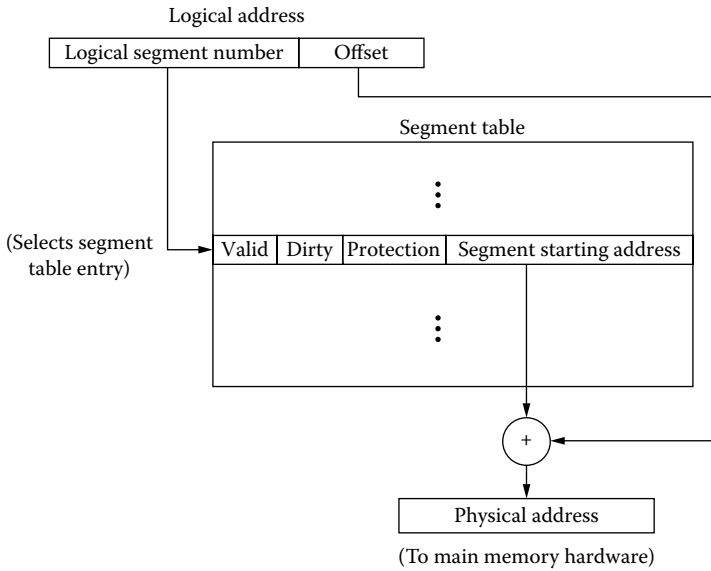 Logical address
Logical segment number Offset
Segment table
(Selects segment
table entry)
Valid Dirty Protection Segment starting address
+
Physical address
(To main memory hardware)